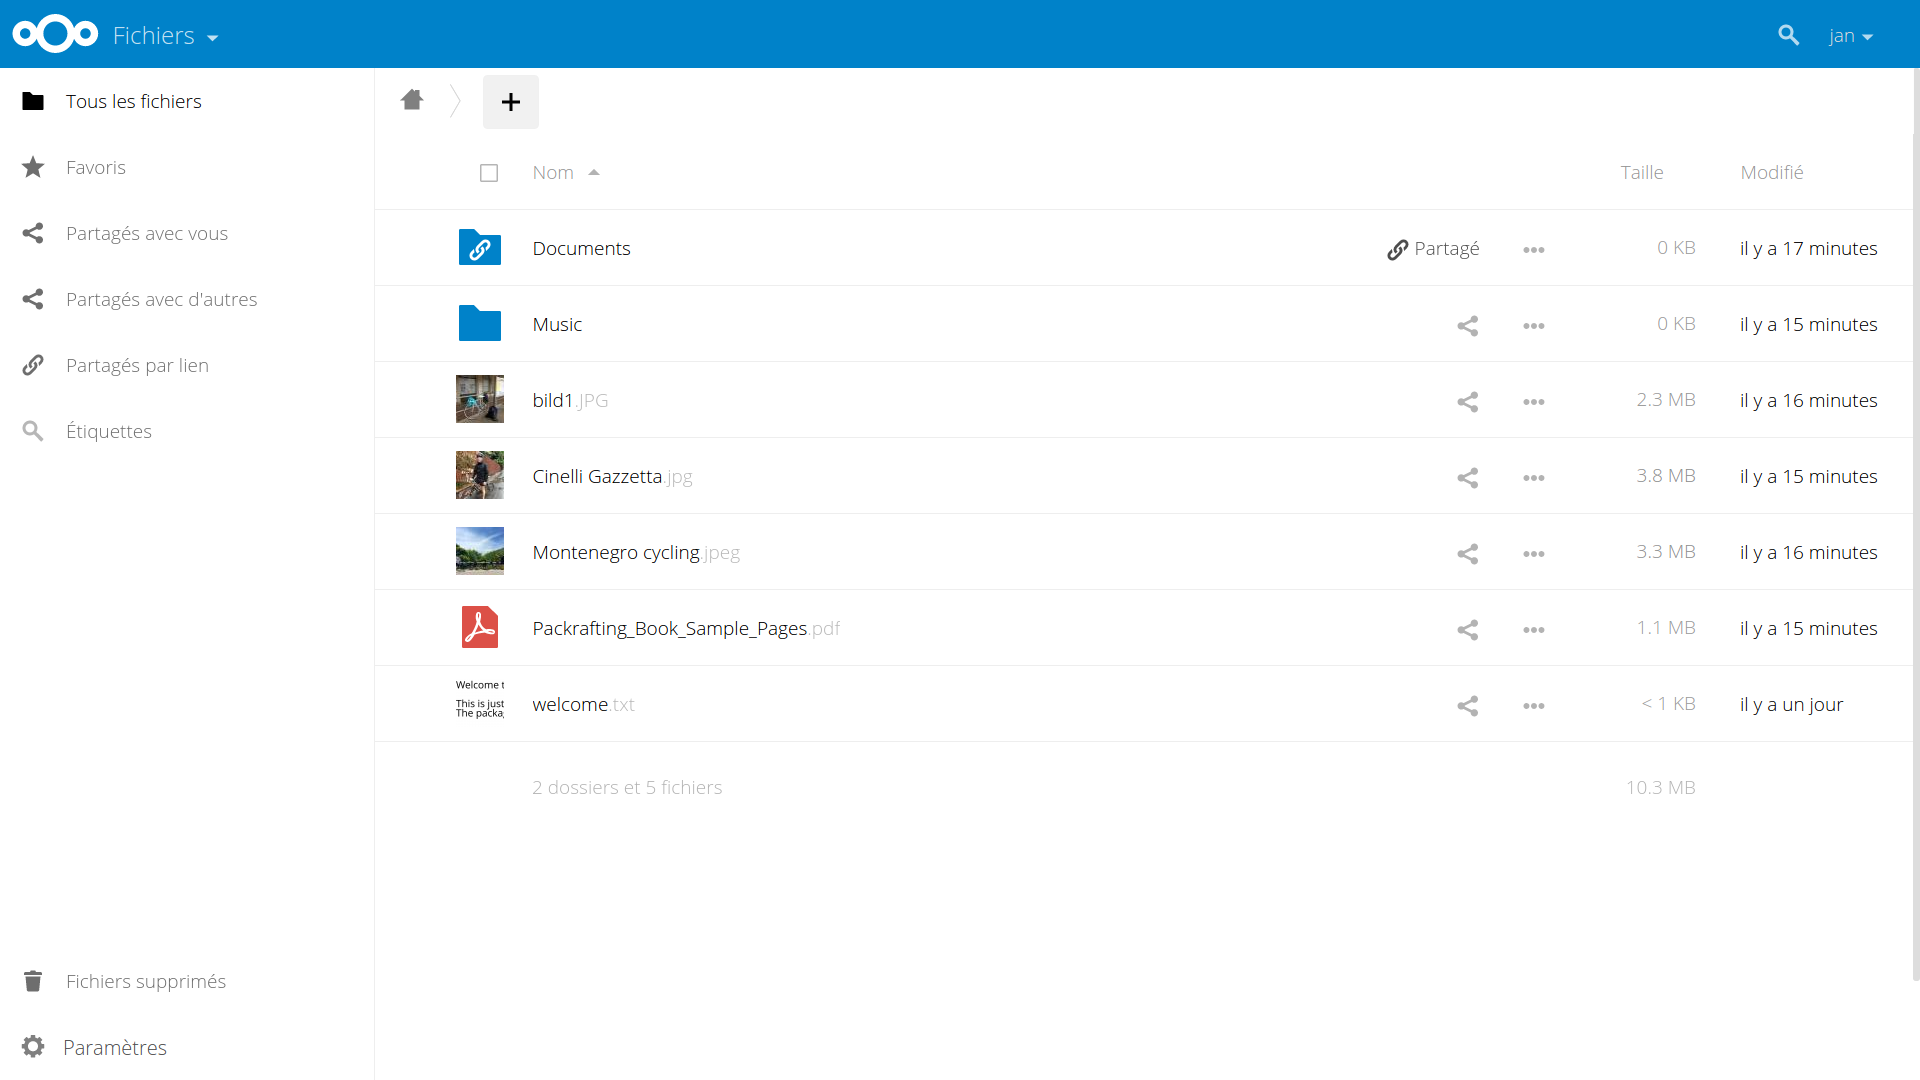 Fichiers
jan
Tous les fichiers
Favoris
Partagés avec vous
Partagés avec d'autres
Partagés par lien
Étiquettes
Fichiers supprimés
Paramètres
Nom Taille Modifié
Documents Partagé 0 KB il y a 17 minutes
Music 0 KB il y a 15 minutes
bild1.JPG 2.3 MB il y a 16 minutes
Cinelli Gazzetta.jpg 3.8 MB il y a 15 minutes
Montenegro cycling.jpeg 3.3 MB il y a 16 minutes
Packrafting_Book_Sample_Pages.pdf 1.1 MB il y a 15 minutes
Welcome t
This is just
The packa
welcome.txt < 1 KB il y a un jour
2 dossiers et 5 fichiers 10.3 MB